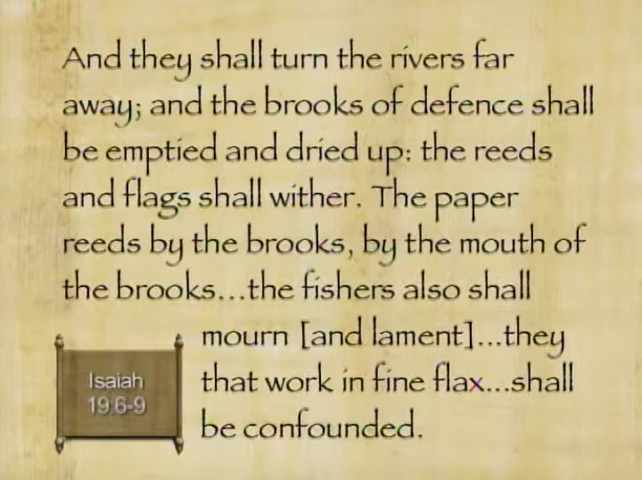 And they shall turn the rivers far
away; and the brooks of defence shall
be emptied and dried up: the reeds
and flags shall wither. The paper
reeds by the brooks, by the mouth of
the brooks...the fishers also shall
mourn [and lament]...they
that work in fine flax...shall
be confounded.
Isaiah
19:6-9